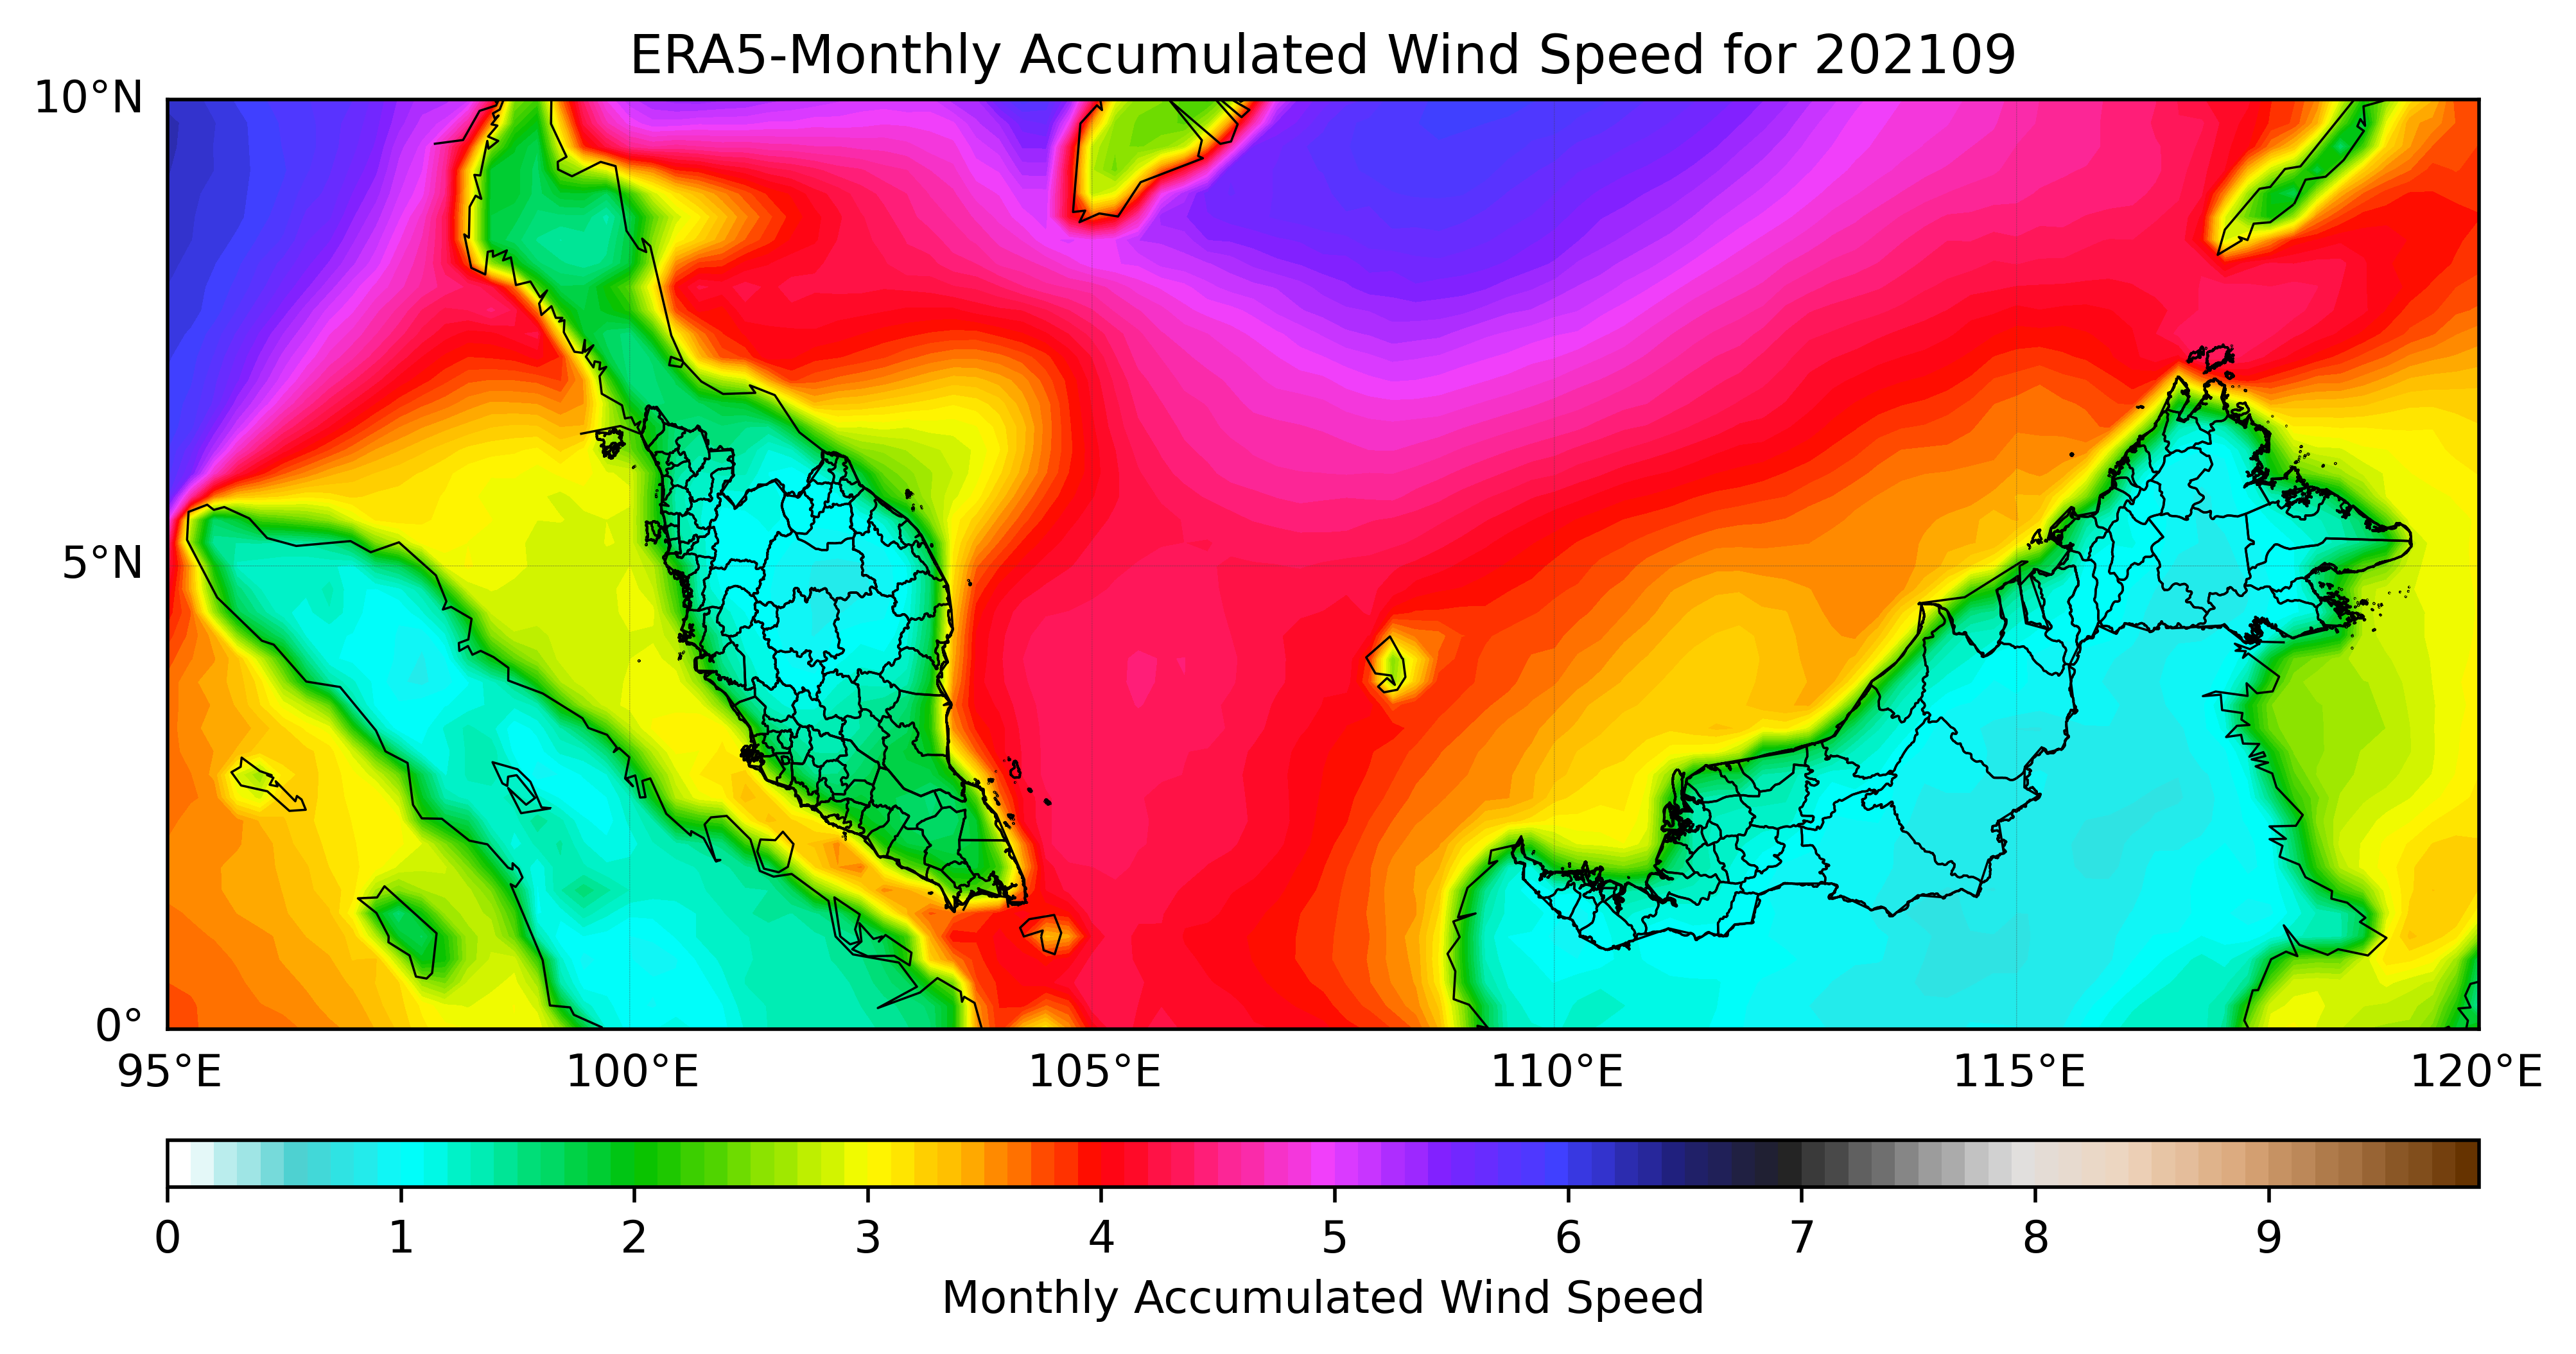 ERA5-Monthly Accumulated Wind Speed for 202109
10°N
5°N
0°
95°E 100°E 105°E 110°E 115°E 120°E
0 1 2 3 4 5 6 7 8 9
Monthly Accumulated Wind Speed